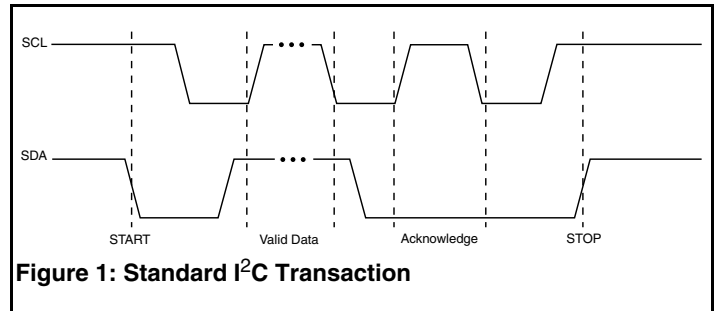 SCL
SDA
START Valid Data Acknowledge STOP
Figure 1: Standard I²C Transaction